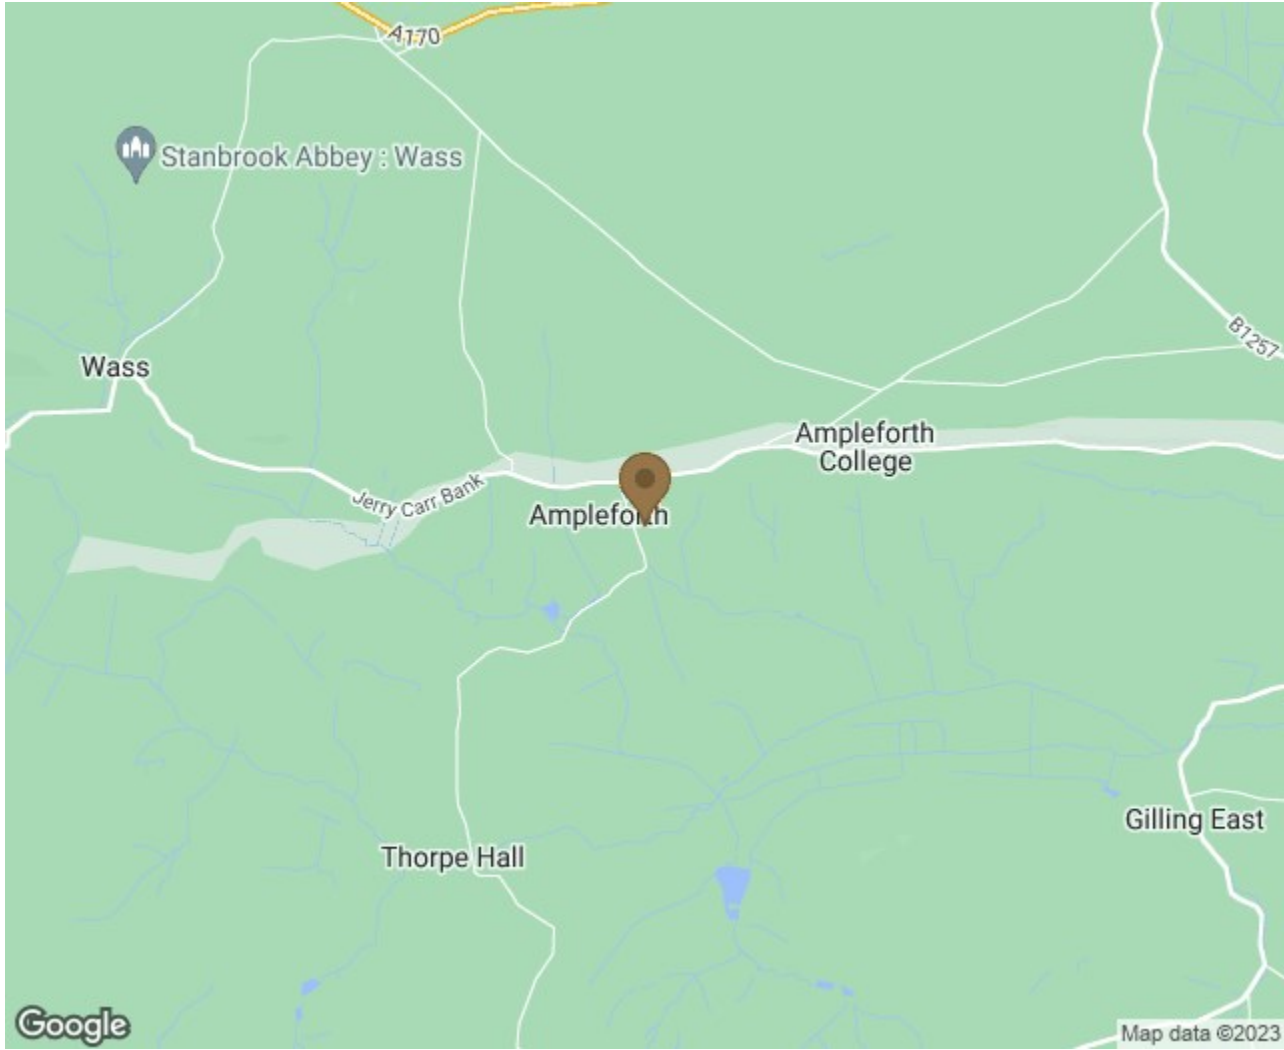 A170
Stanbrook Abbey : Wass
B1257
Wass
Ampleforth
College
Jerry Carr Bank
Ampleforth
Gilling East
Thorpe Hall
Google
Map data ©2023